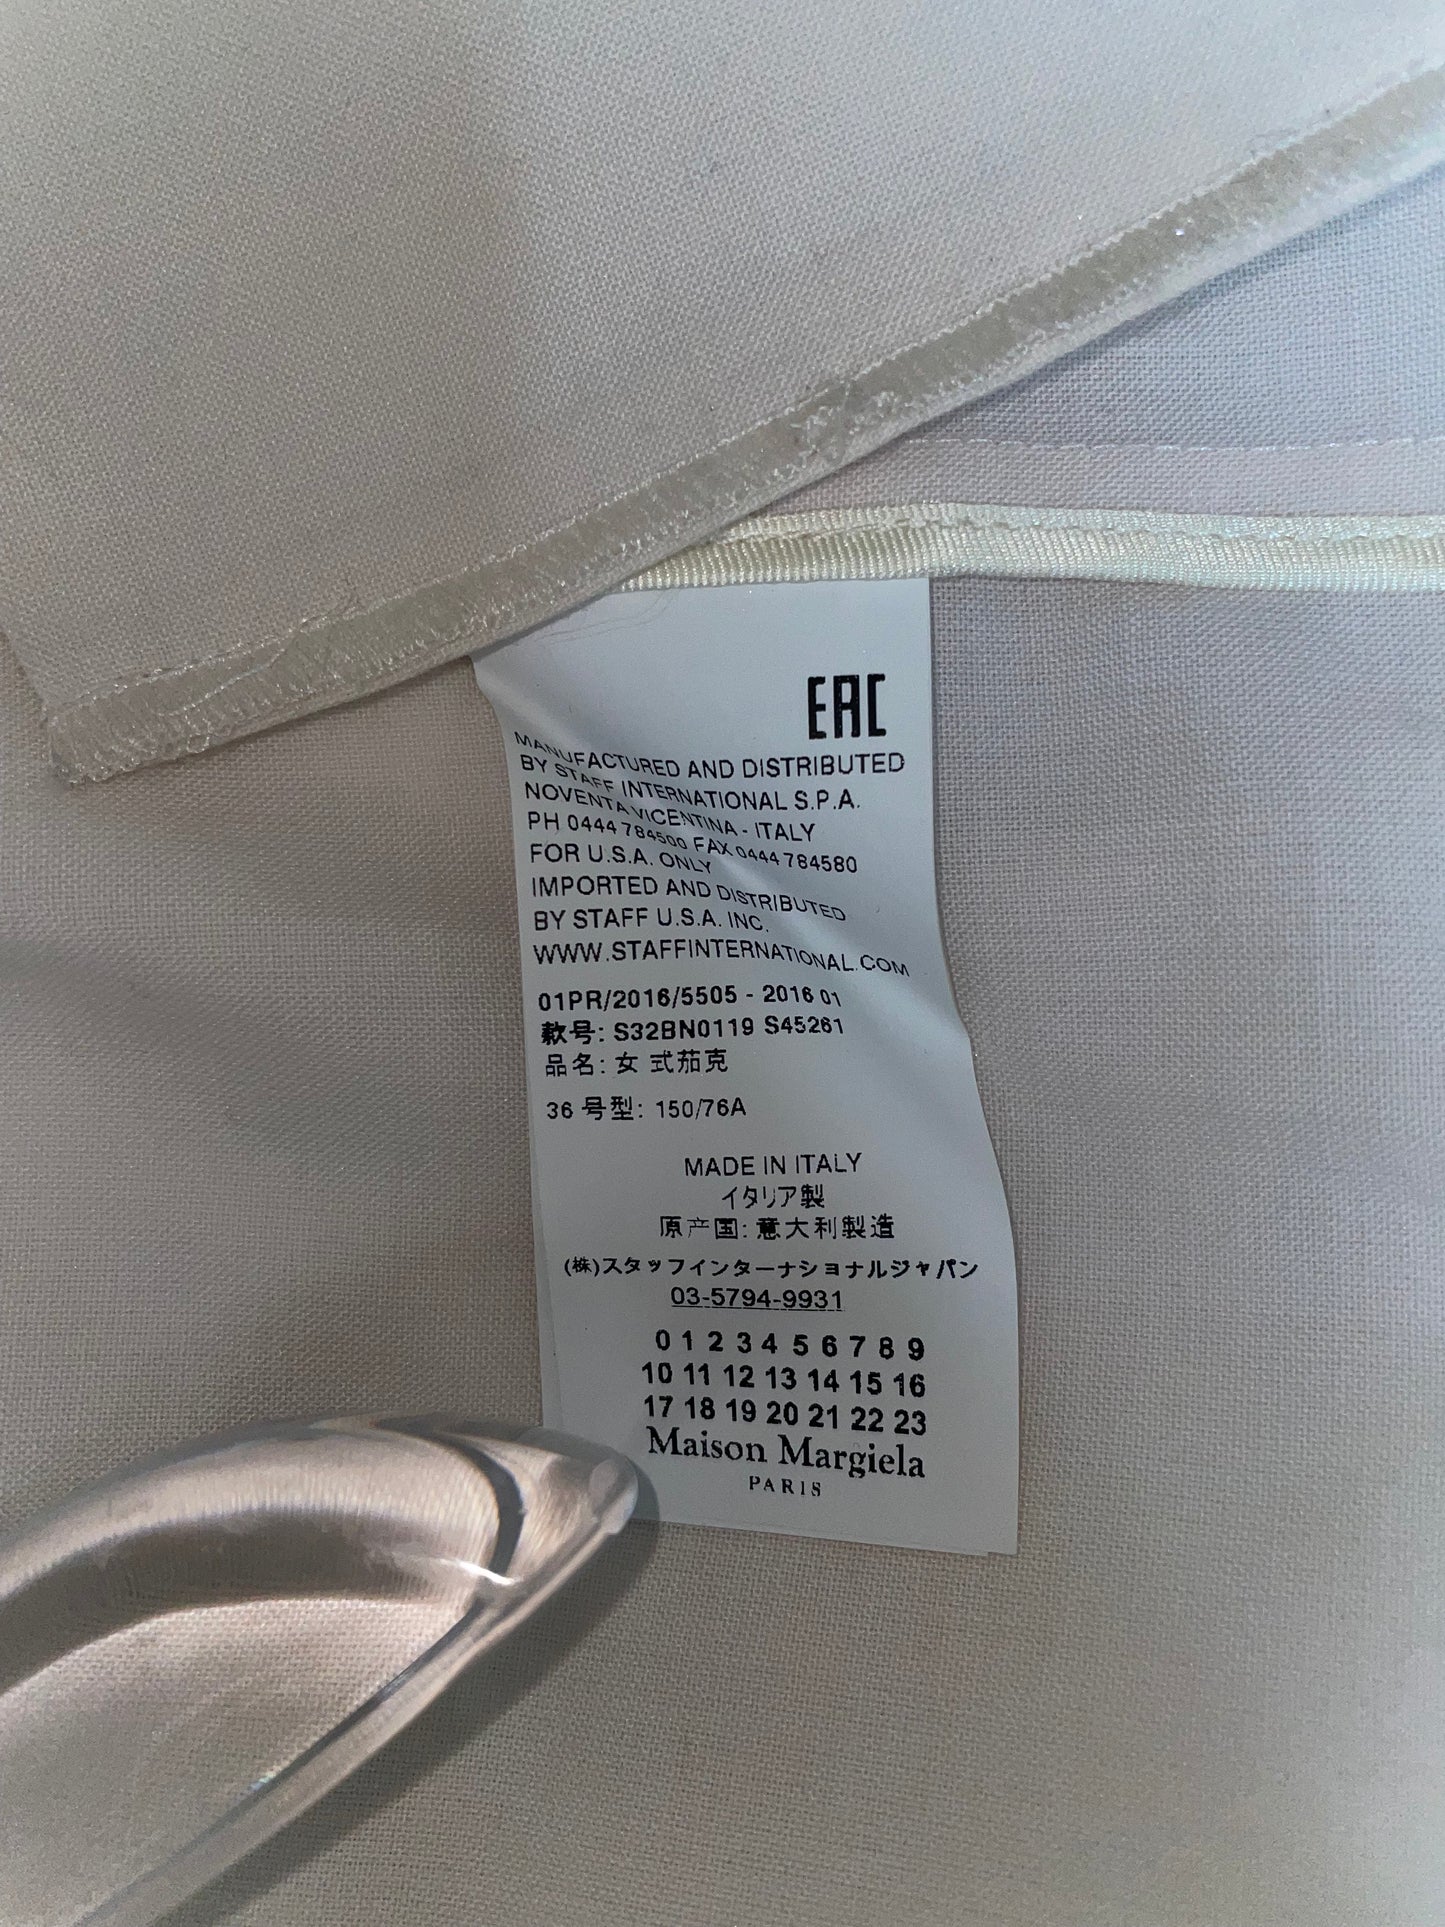 EAC
MANUFACTURED AND DISTRIBUTED
BY STAFF INTERNATIONAL S.P.A.
NOVENTA VICENTINA - ITALY
PH 0444 784500 FAX 0444 784580
FOR U.S.A. ONLY
IMPORTED AND DISTRIBUTED
BY STAFF U.S.A. INC.
WWW.STAFFINTERNATIONAL.COM
01PR/2016/5505 - 2016 01
款号: S32BN0119 S45261
品名: 女 式茄克
36 号型: 150/76A
MADE IN ITALY
イタリア製
原产国: 意大利製造
(株)スタッフインターナショナルジャパン
03-5794-9931
0 1 2 3 4 5 6 7 8 9
10 11 12 13 14 15 16
17 18 19 20 21 22 23
Maison Margiela
PARIS